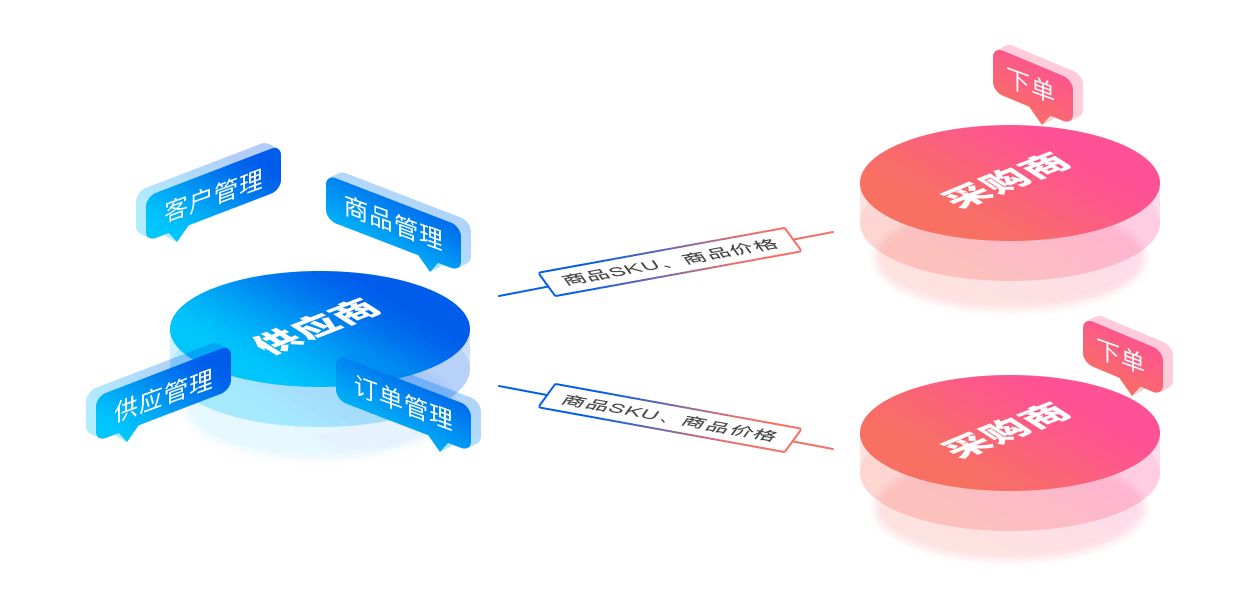 客户管理
商品管理
供应商
供应管理
订单管理
商品SKU、商品价格
商品SKU、商品价格
下单
采购商
下单
采购商